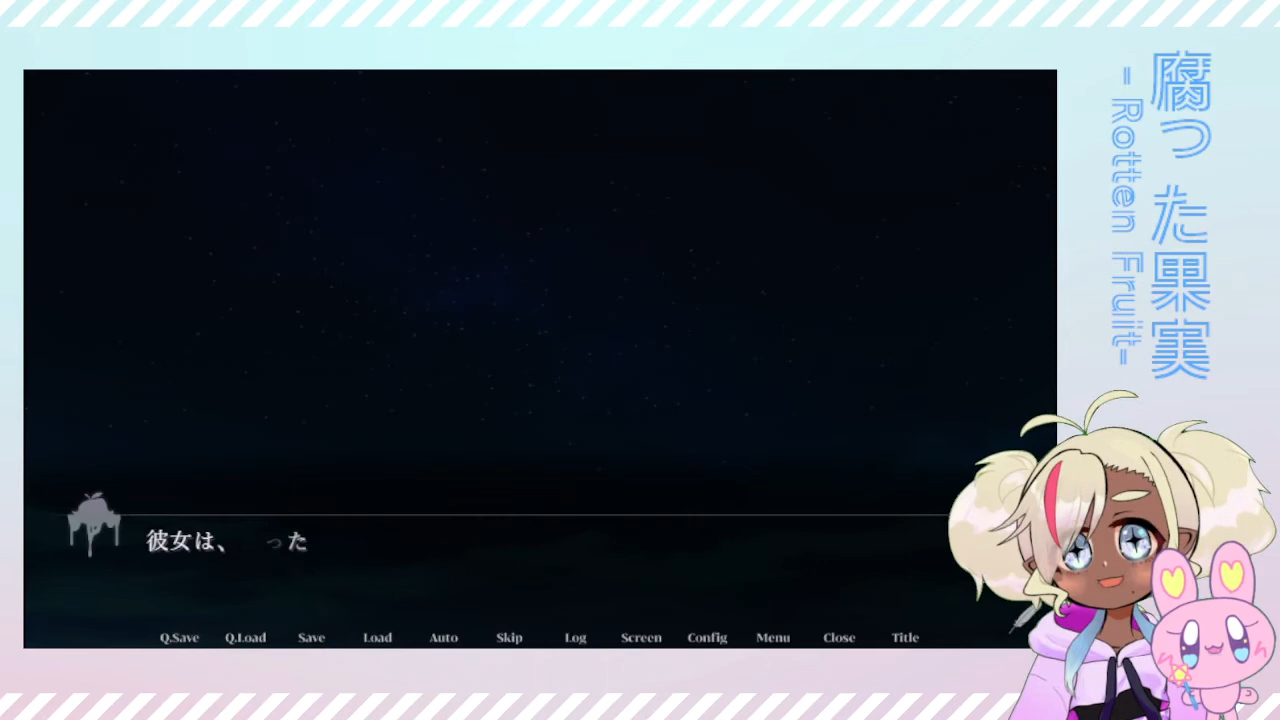 腐った果実
- Rotten Fruit-
彼女は、 った
Q.Save Q.Load Save Load Auto Skip Log Screen Config Menu Close Title